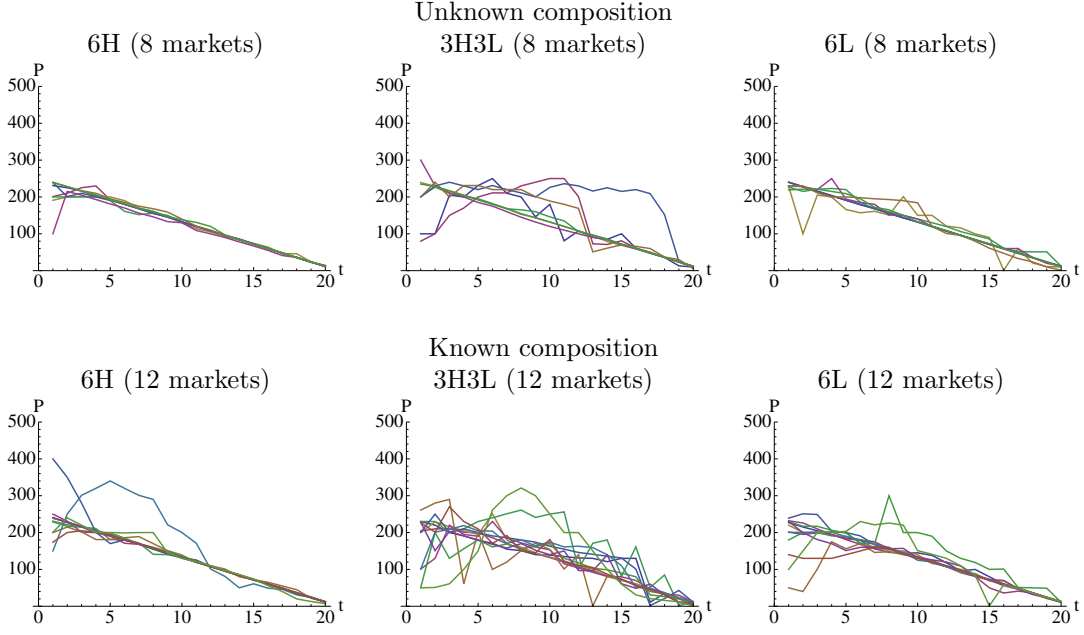 Unknown composition
6H (8 markets) 3H3L (8 markets) 6L (8 markets)
P P P
500 500 500
400 400 400
300 300 300
200 200 200
100 100 100
0 5 10 15 20 t 0 5 10 15 20 t 0 5 10 15 20 t
Known composition
6H (12 markets) 3H3L (12 markets) 6L (12 markets)
P P P
500 500 500
400 400 400
300 300 300
200 200 200
100 100 100
0 5 10 15 20 t 0 5 10 15 20 t 0 5 10 15 20 t